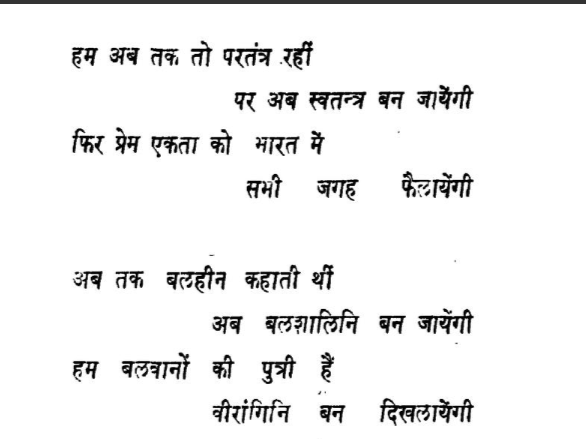 हम अब तक तो परतंत्र रहीं
पर अब स्वतन्त्र बन जायेंगी
फिर प्रेम एकता को भारत में
सभी जगह फैलायेंगी
अब तक बलहीन कहाती थीं
अब बलशालिनि बन जायेंगी
हम बलवानों की पुत्री हैं
वीरांगिनि बन दिखलायेंगी